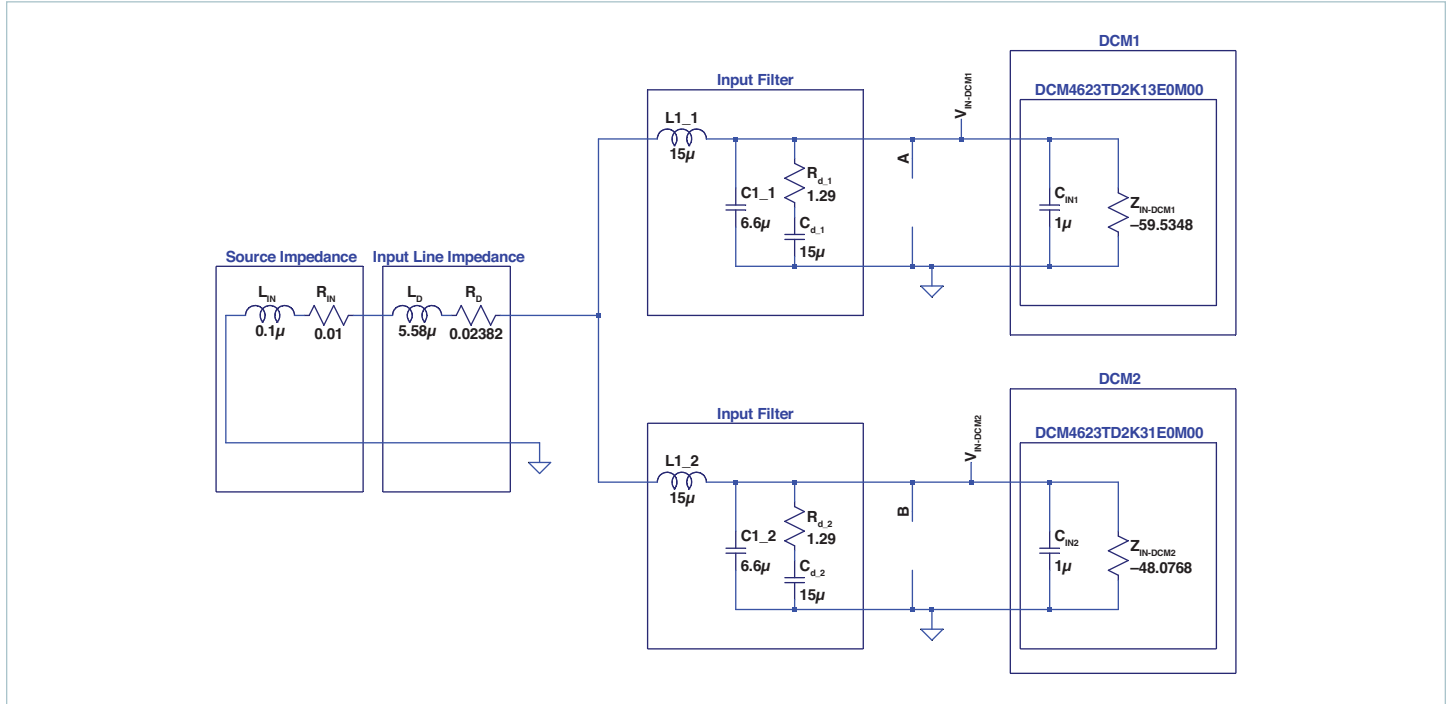 DCM1
Input Filter
DCM4623TD2K13E0M00
V_IN-DCM1
L1_1
15µ
A
R_d_1
1.29
C1_1
6.6µ
C_d_1
15µ
C_IN1
1µ
Z_IN-DCM1
–59.5348
Source Impedance
Input Line Impedance
L_IN
0.1µ
R_IN
0.01
L_D
5.58µ
R_D
0.02382
DCM2
Input Filter
DCM4623TD2K31E0M00
V_IN-DCM2
L1_2
15µ
B
R_d_2
1.29
C1_2
6.6µ
C_d_2
15µ
C_IN2
1µ
Z_IN-DCM2
–48.0768